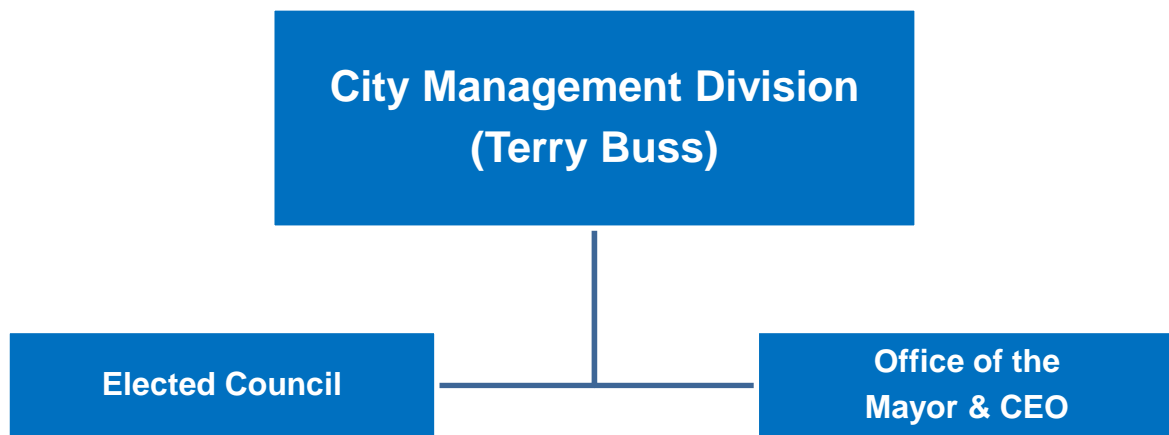 City Management Division
(Terry Buss)
Elected Council
Office of the
Mayor & CEO